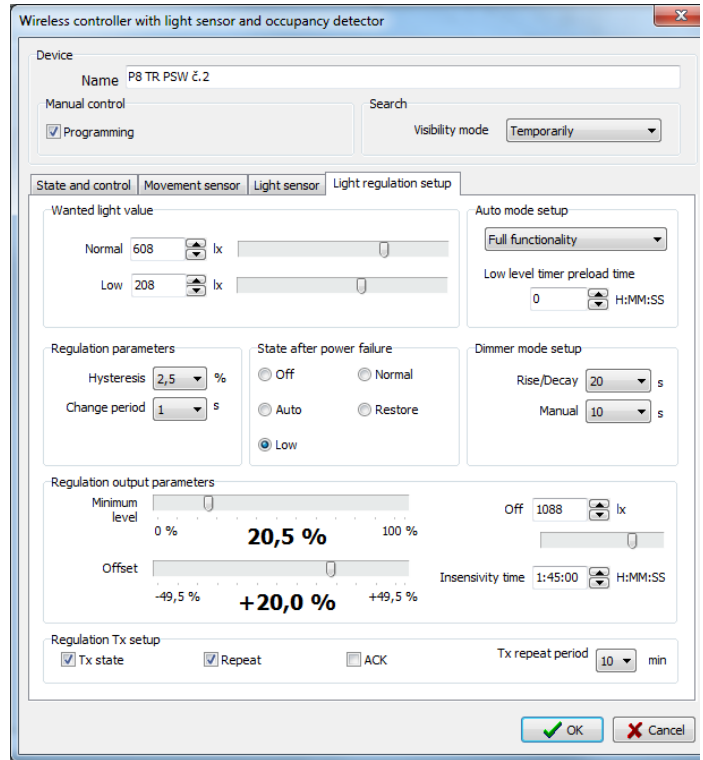 Wireless controller with light sensor and occupancy detector
Device
Name P8 TR PSW č.2
Manual control
Programming
Search
Visibility mode Temporarily
State and control Movement sensor Light sensor Light regulation setup
Wanted light value
Normal 608 lx
Low 208 lx
Auto mode setup
Full functionality
Low level timer preload time
0 H:MM:SS
Regulation parameters
Hysteresis 2,5 %
Change period 1 s
State after power failure
Off Normal
Auto Restore
Low
Dimmer mode setup
Rise/Decay 20 s
Manual 10 s
Regulation output parameters
Minimum
level
0 % 20,5 % 100 %
Offset
-49,5 % +20,0 % +49,5 %
Off 1088 lx
Insensivity time 1:45:00 H:MM:SS
Regulation Tx setup
Tx state Repeat ACK Tx repeat period 10 min
OK Cancel